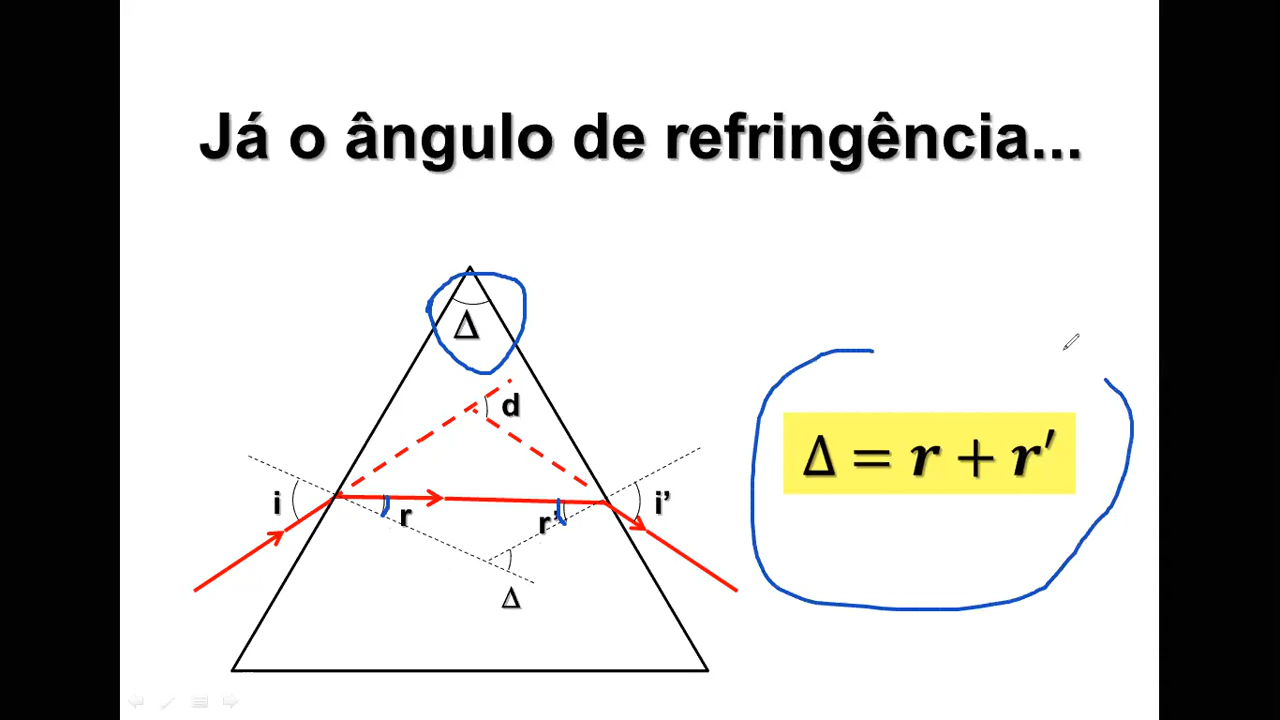 Já o ângulo de refringência...
Δ
d
i
r
r'
i'
Δ
Δ = r + r'